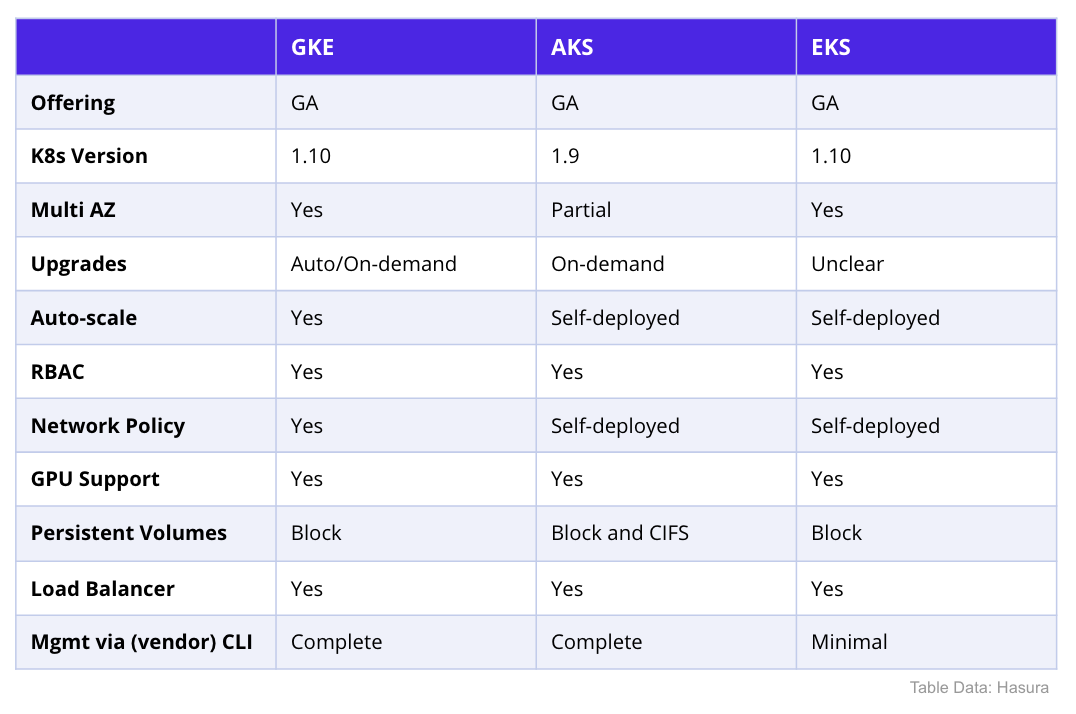 GKE AKS EKS
Offering GA GA GA
K8s Version 1.10 1.9 1.10
Multi AZ Yes Partial Yes
Upgrades Auto/On-demand On-demand Unclear
Auto-scale Yes Self-deployed Self-deployed
RBAC Yes Yes Yes
Network Policy Yes Self-deployed Self-deployed
GPU Support Yes Yes Yes
Persistent Volumes Block Block and CIFS Block
Load Balancer Yes Yes Yes
Mgmt via (vendor) CLI Complete Complete Minimal
Table Data: Hasura